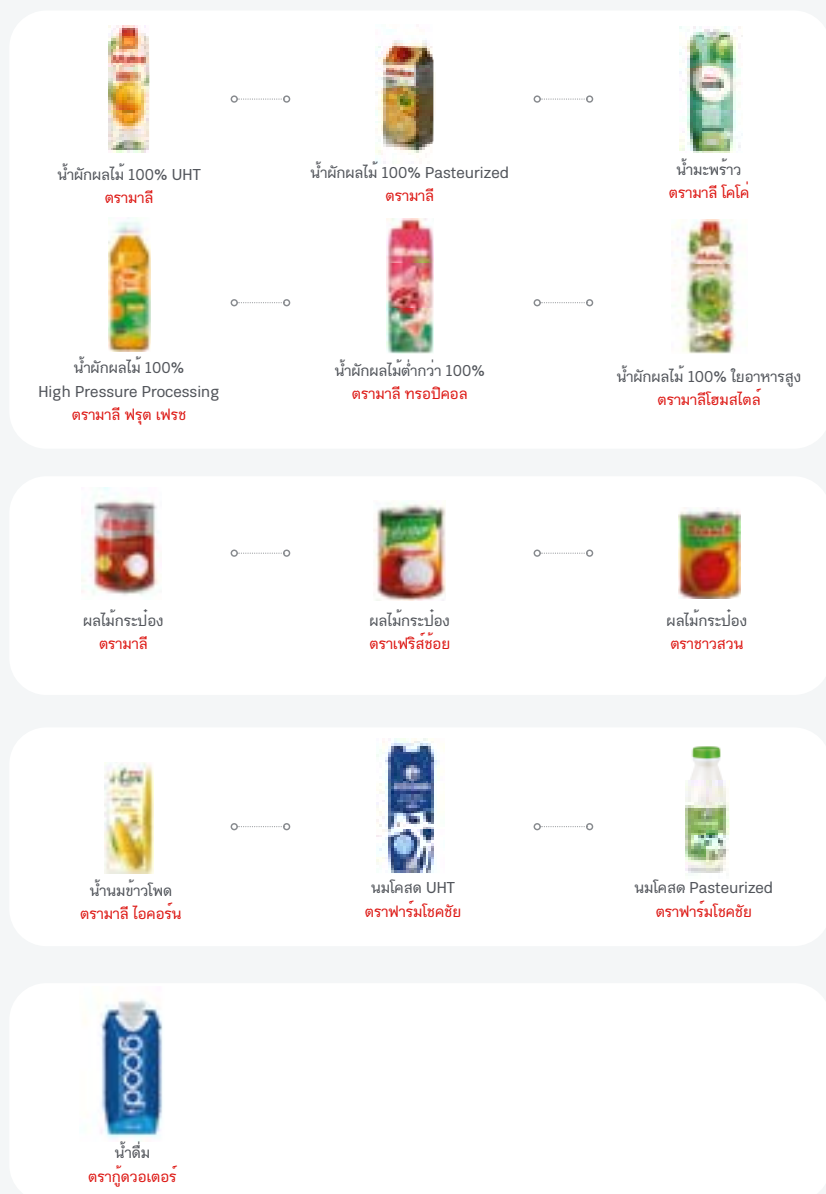 น้ำผักผลไม้ 100% UHT
ตรามาลี
น้ำผักผลไม้ 100% Pasteurized
ตรามาลี
น้ำมะพร้าว
ตรามาลี โคโค่
น้ำผักผลไม้ 100%
High Pressure Processing
ตรามาลี ฟรุต เฟรช
น้ำผักผลไม้ต่ำกว่า 100%
ตรามาลี ทรอปิคอล
น้ำผักผลไม้ 100% ใยอาหารสูง
ตรามาลีโฮมสไตล์
ผลไม้กระป๋อง
ตรามาลี
ผลไม้กระป๋อง
ตราเฟริส์ช้อย
ผลไม้กระป๋อง
ตราชาวสวน
น้ำนมข้าวโพด
ตรามาลี ไอคอร์น
นมโคสด UHT
ตราฟาร์มโชคชัย
นมโคสด Pasteurized
ตราฟาร์มโชคชัย
good
น้ำดื่ม
ตรากู้ดวอเตอร์